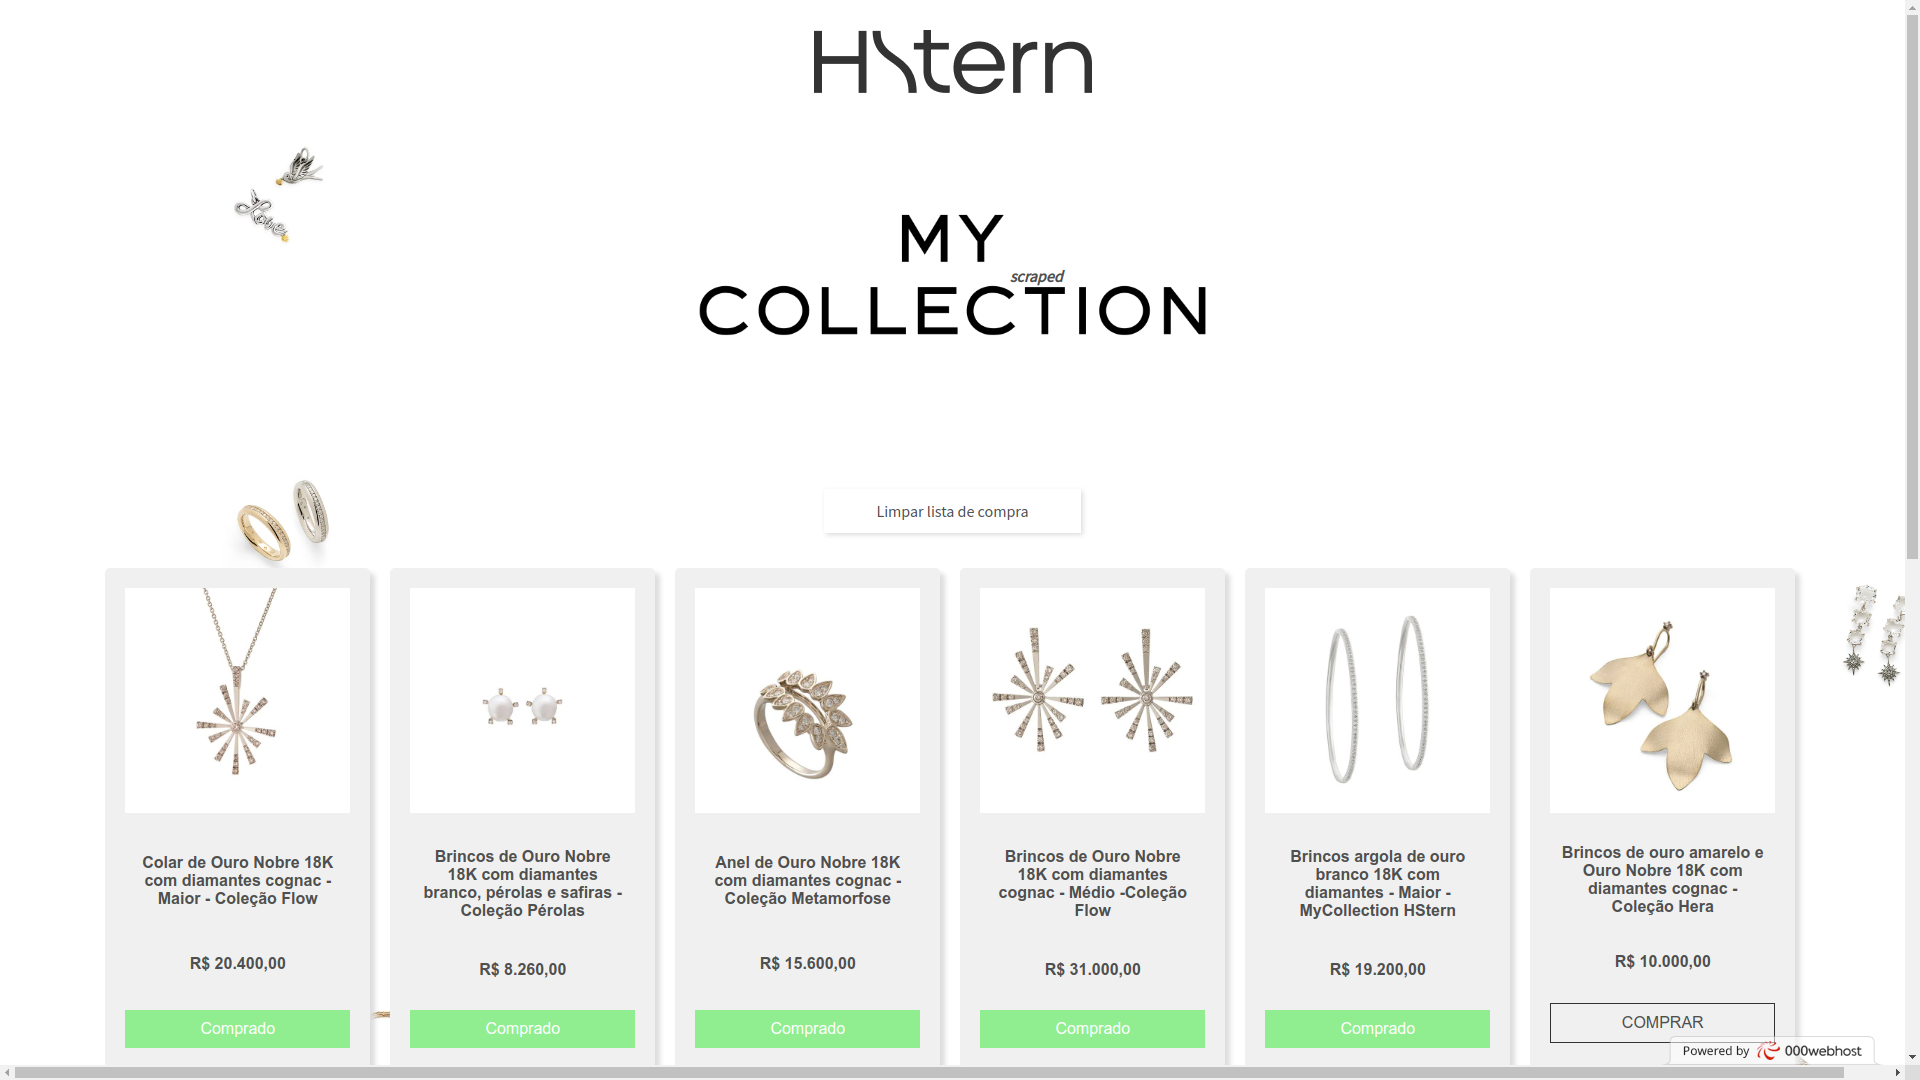 HStern
Love
MY
scraped
COLLECTION
Limpar lista de compra
Colar de Ouro Nobre 18K
com diamantes cognac -
Maior - Coleção Flow
R$ 20.400,00
Comprado
Brincos de Ouro Nobre
18K com diamantes
branco, pérolas e safiras -
Coleção Pérolas
R$ 8.260,00
Comprado
Anel de Ouro Nobre 18K
com diamantes cognac -
Coleção Metamorfose
R$ 15.600,00
Comprado
Brincos de Ouro Nobre
18K com diamantes
cognac - Médio -Coleção
Flow
R$ 31.000,00
Comprado
Brincos argola de ouro
branco 18K com
diamantes - Maior -
MyCollection HStern
R$ 19.200,00
Comprado
Brincos de ouro amarelo e
Ouro Nobre 18K com
diamantes cognac -
Coleção Hera
R$ 10.000,00
COMPRAR
Powered by 000webhost